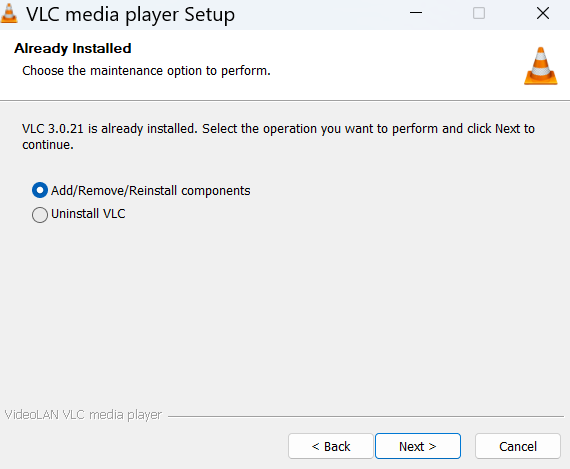 VLC media player Setup
Already Installed
Choose the maintenance option to perform.
VLC 3.0.21 is already installed. Select the operation you want to perform and click Next to
continue.
Add/Remove/Reinstall components
Uninstall VLC
VideoLAN VLC media player
< Back Next > Cancel